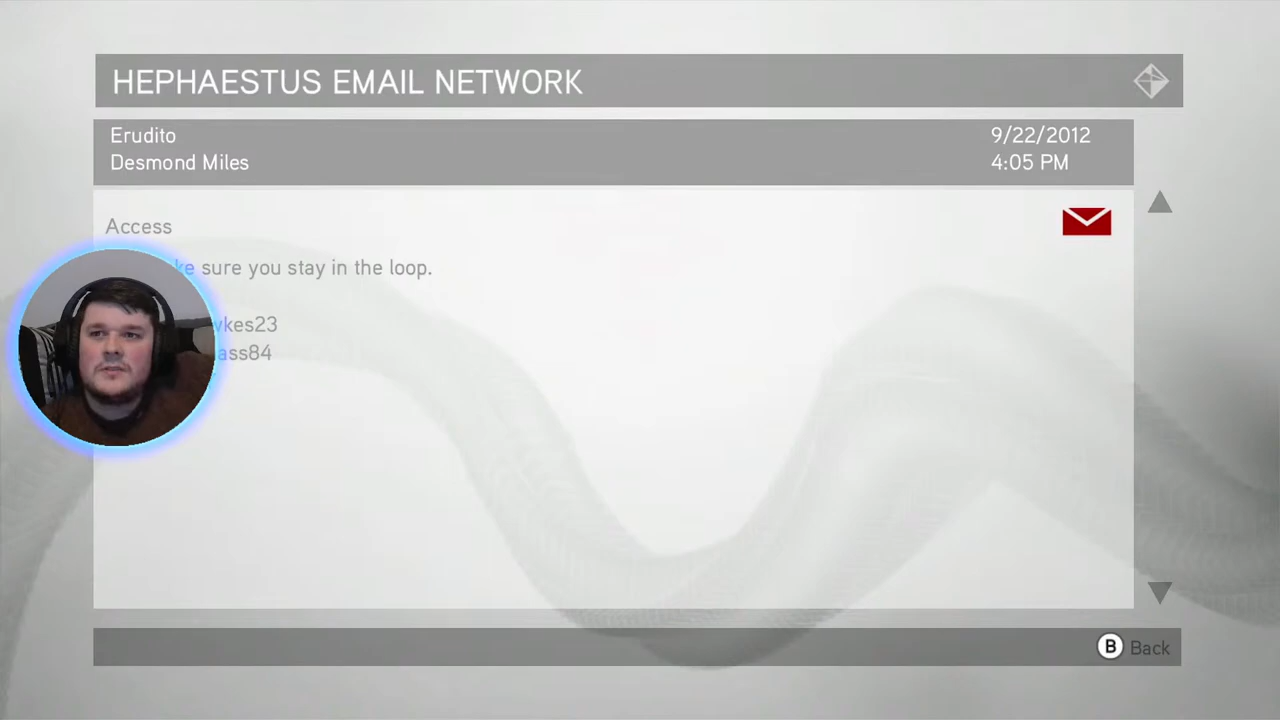 HEPHAESTUS EMAIL NETWORK
Erudito
9/22/2012
Desmond Miles
4:05 PM
Access
sure you stay in the loop.
B Back